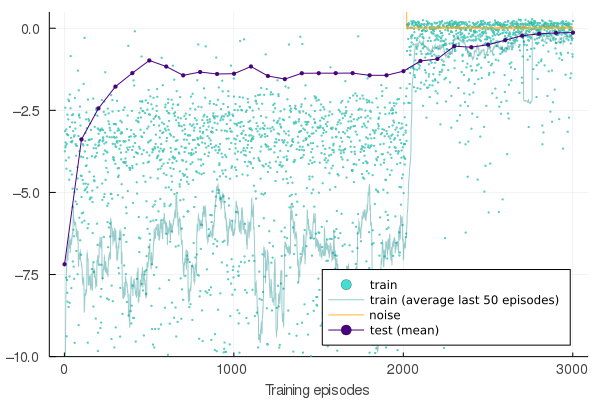 0.0
−2.5
−5.0
−7.5
−10.0
0
1000
2000
3000
Training episodes
train
train (average last 50 episodes)
noise
test (mean)